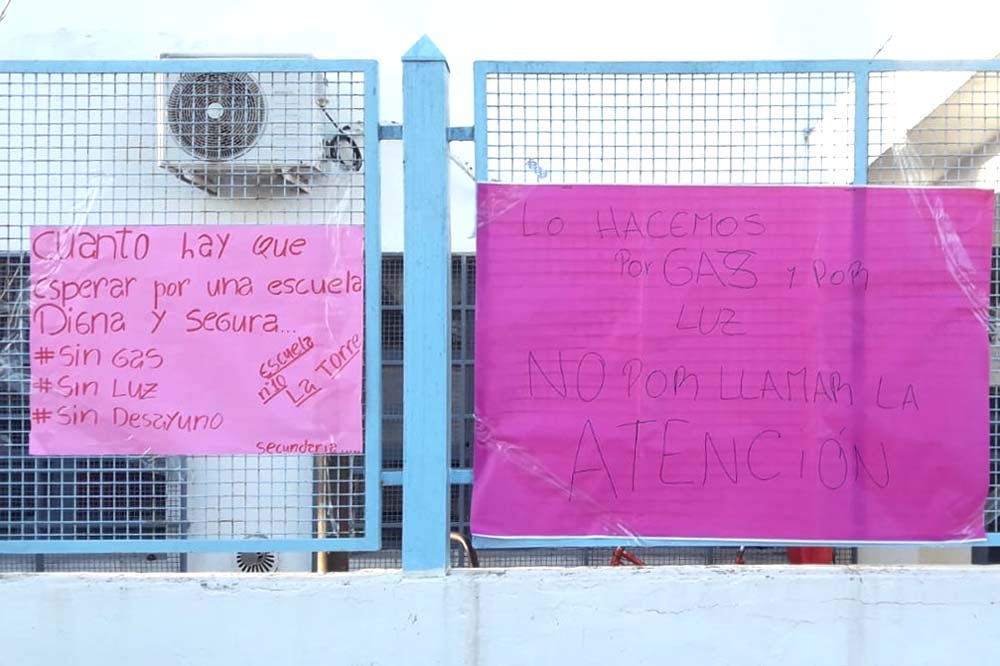 Cuanto hay que
esperar por una escuela
Digna y segura...
#Sin Gas
#Sin Luz
#Sin Desayuno
escuela
n:10
La Torre
secundaria.....
LO HACEMOS
Por GAS y POR
LUZ
NO POR LLAMAR LA
ATENCIÓN